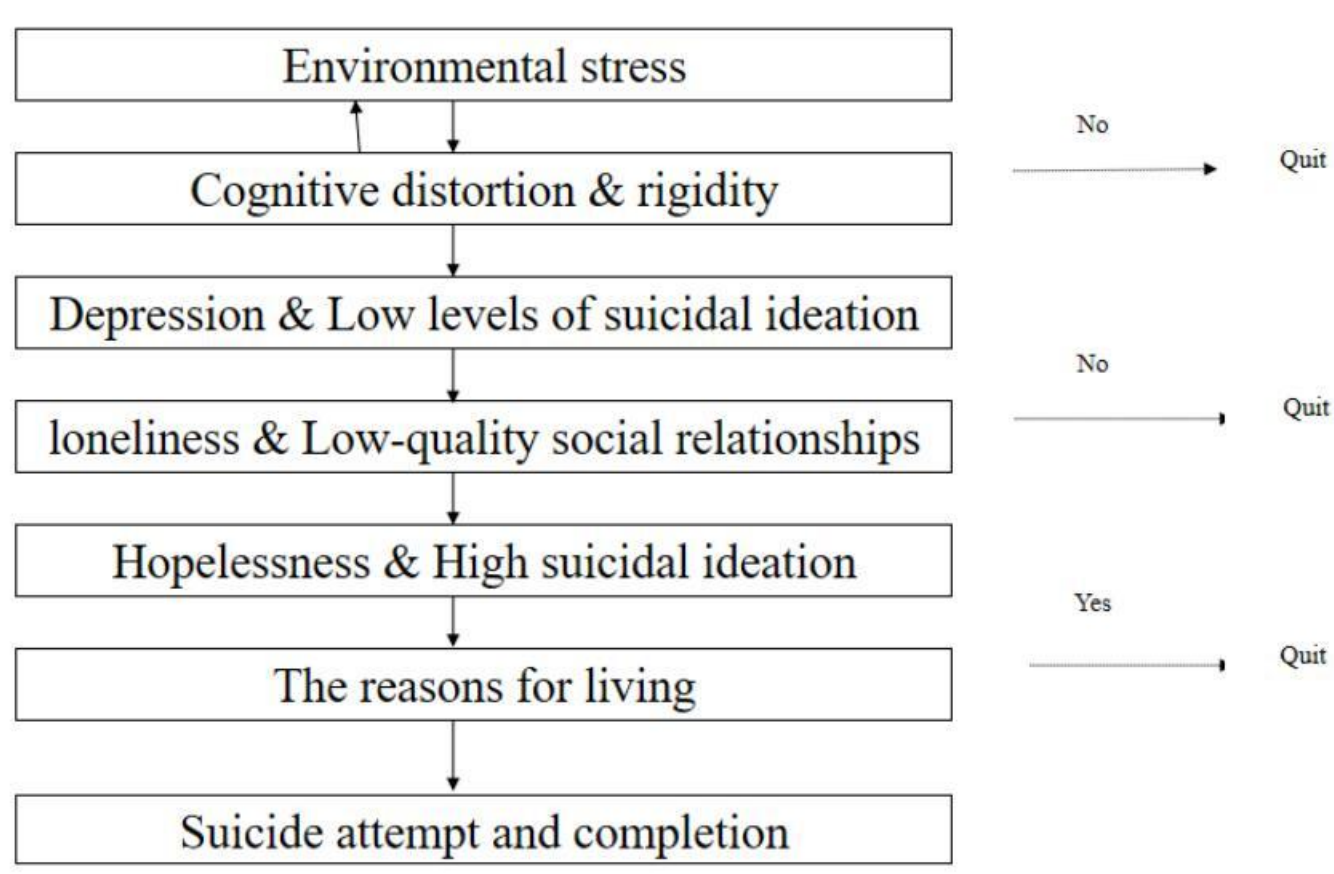 Environmental stress
No
Quit
Cognitive distortion & rigidity
Depression & Low levels of suicidal ideation
No
Quit
loneliness & Low-quality social relationships
Hopelessness & High suicidal ideation
Yes
Quit
The reasons for living
Suicide attempt and completion